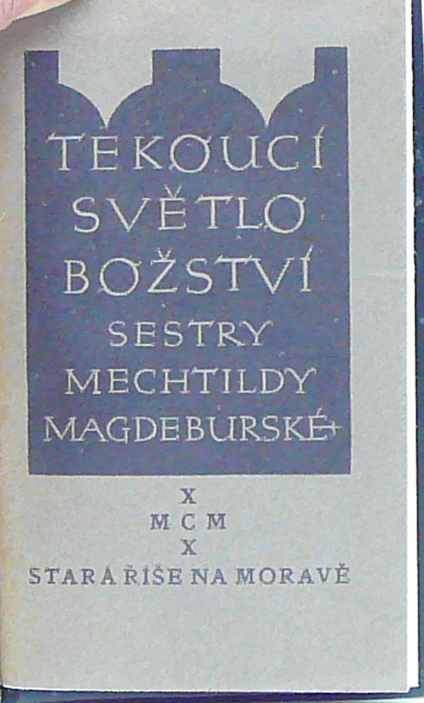 TEKOUCÍ
SVĚTLO
BOŽSTVÍ
SESTRY
MECHTILDY
MAGDEBURSKÉ+
X
MCM
X
STARÁ ŘÍŠE NA MORAVĚ